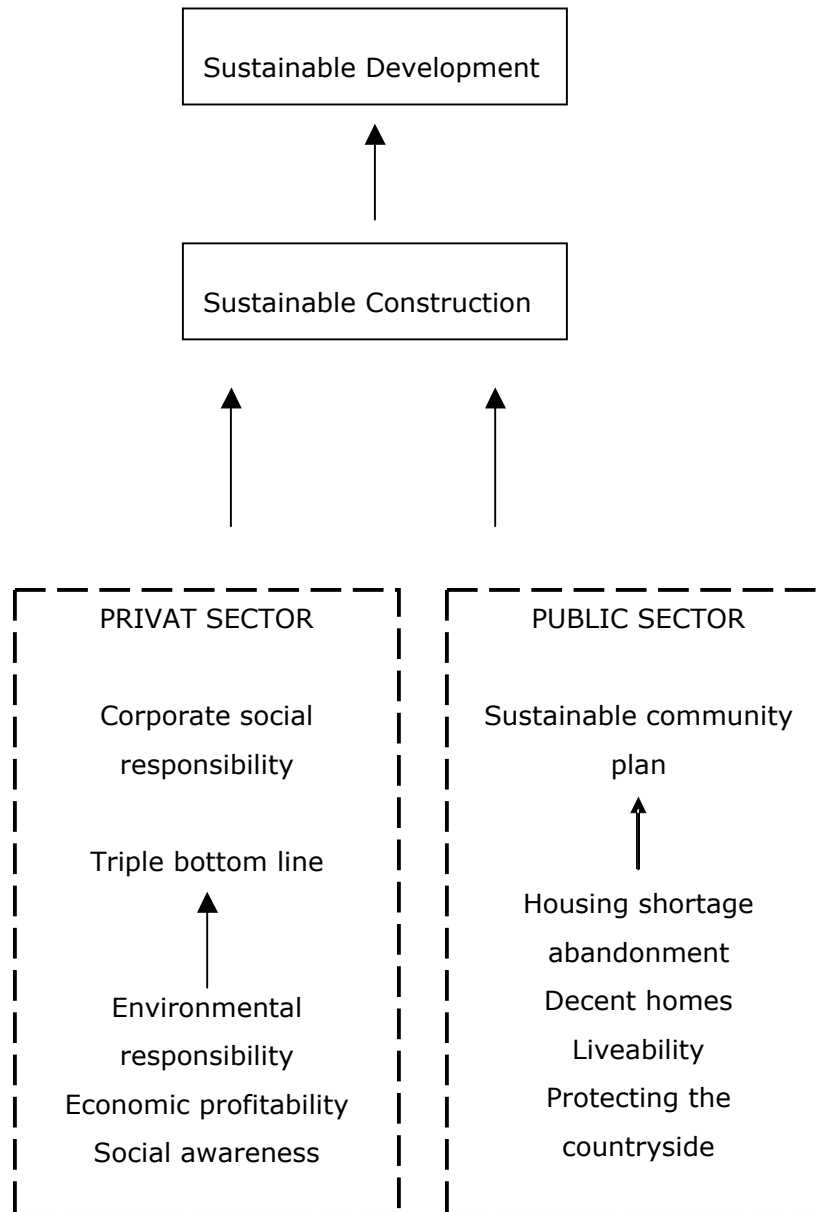 Sustainable Development
Sustainable Construction
PRIVAT SECTOR
Corporate social
responsibility
Triple bottom line
Environmental
responsibility
Economic profitability
Social awareness
PUBLIC SECTOR
Sustainable community
plan
Housing shortage
abandonment
Decent homes
Liveability
Protecting the
countryside